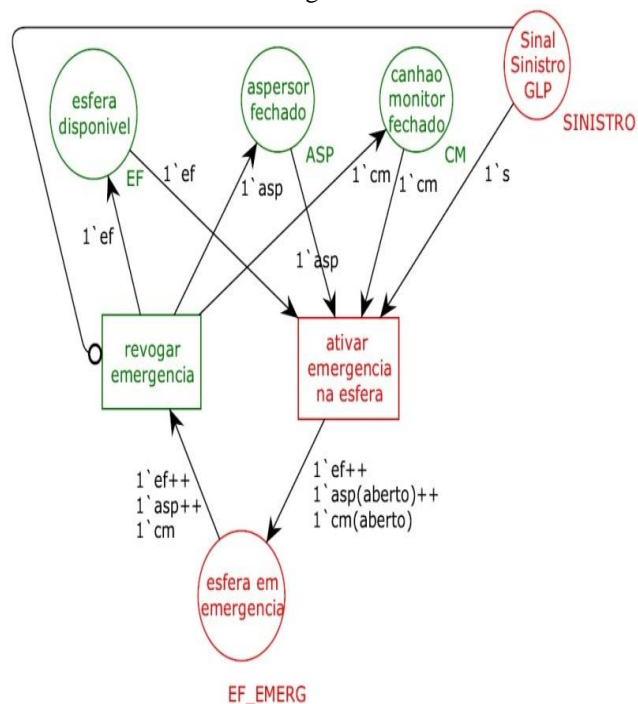 Sinal
Sinistro
GLP
SINISTRO
esfera
disponivel
EF
aspersor
fechado
ASP
canhao
monitor
fechado
CM
1`ef
1`asp
1`cm
1`cm
1`s
1`ef
1`asp
revogar
emergencia
ativar
emergencia
na esfera
1`ef++
1`asp++
1`cm
1`ef++
1`asp(aberto)++
1`cm(aberto)
esfera em
emergencia
EF_EMERG